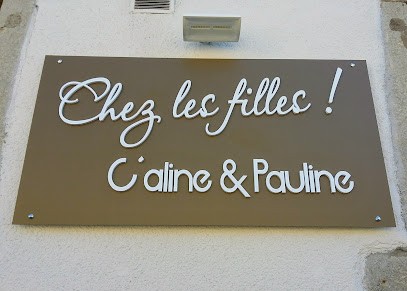 Chez les filles !
C'aline & Pauline